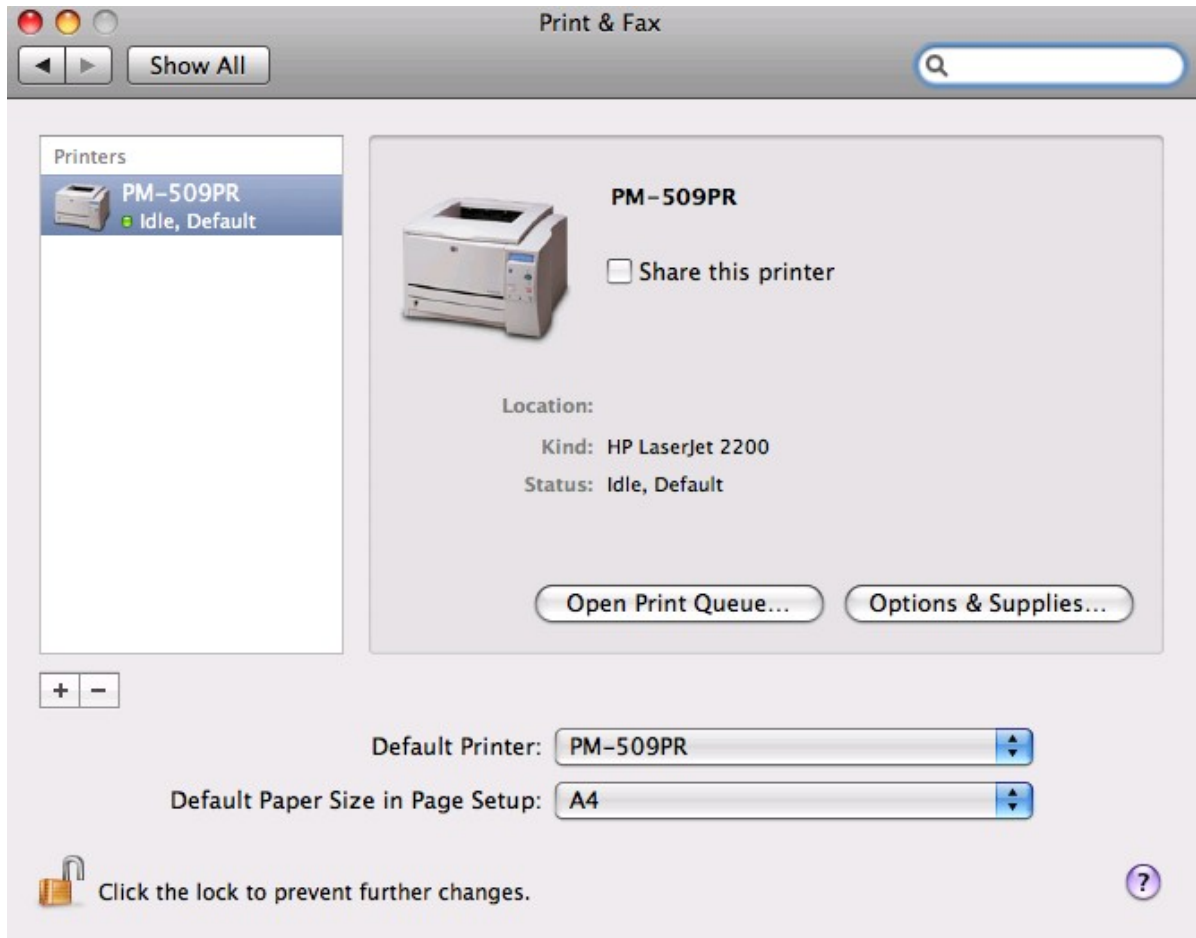 Print & Fax
Show All
Printers
PM-509PR
Idle, Default
PM-509PR
Share this printer
Location:
Kind: HP LaserJet 2200
Status: Idle, Default
Open Print Queue...
Options & Supplies...
+ −
Default Printer: PM-509PR
Default Paper Size in Page Setup: A4
Click the lock to prevent further changes.
?